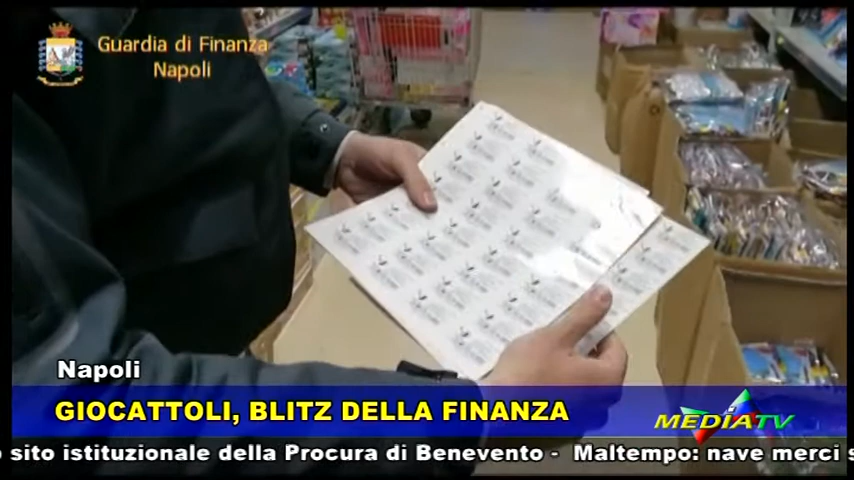 Guardia di Finanza
Napoli
Napoli
GIOCATTOLI, BLITZ DELLA FINANZA
MEDIATV
o sito istituzionale della Procura di Benevento - Maltempo: nave merci s